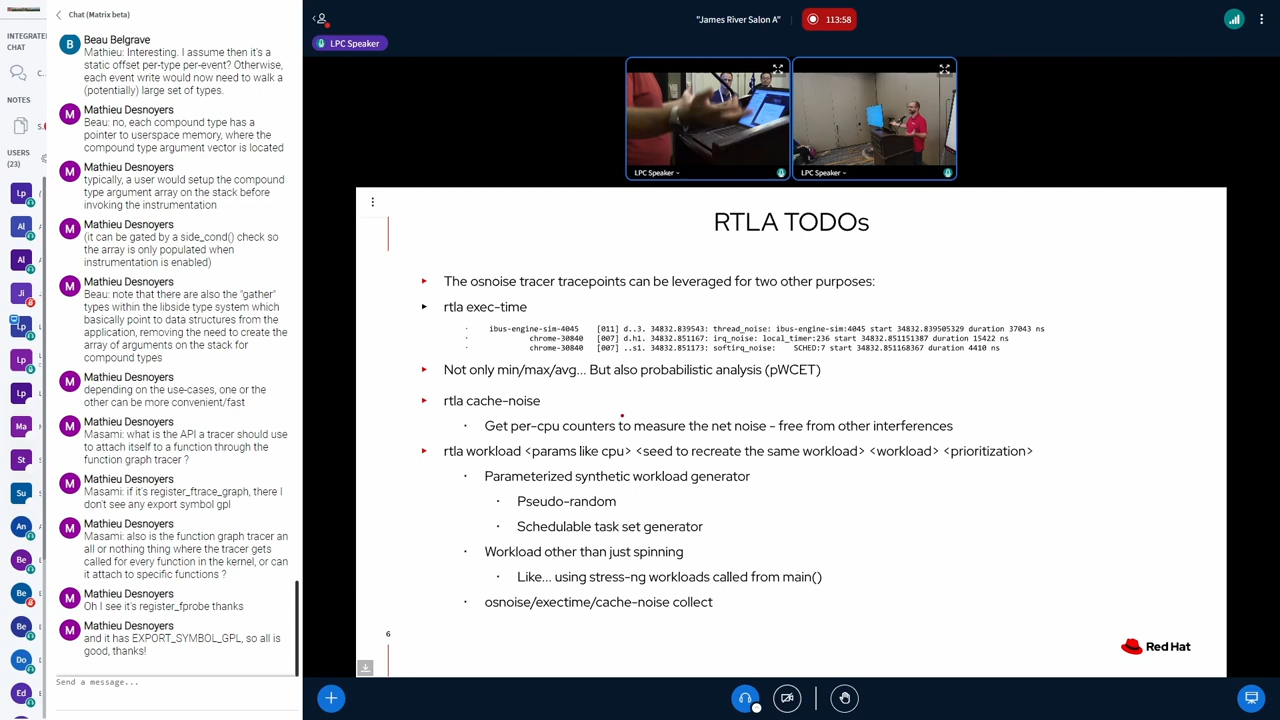 INTEGRATE
CHAT
C.
NOTES
S.
USERS
(23)
Lp
Al
Al
Ji
Lp
Lp
Ma
St
Su
An
Be
Be
Be
Do
Ed
Chat (Matrix beta)
B
Beau Belgrave
Mathieu: Interesting. I assume then it's a
static offset per-type per-event? Otherwise,
each event write would now need to walk a
(potentially) large set of types.
M
Mathieu Desnoyers
Beau: no, each compound type has a
pointer to userspace memory, where the
compound type argument vector is located
M
Mathieu Desnoyers
typically, a user would setup the compound
type argument array on the stack before
invoking the instrumentation
M
Mathieu Desnoyers
(it can be gated by a side_cond() check so
the array is only populated when
instrumentation is enabled)
M
Mathieu Desnoyers
Beau: note that there are also the "gather"
types within the libside type system which
basically point to data structures from the
application, removing the need to create the
array of arguments on the stack for
compound types
M
Mathieu Desnoyers
depending on the use-cases, one or the
other can be more convenient/fast
M
Mathieu Desnoyers
Masami: what is the API a tracer should use
to attach itself to a function through the
function graph tracer ?
M
Mathieu Desnoyers
Masami: if it's register_ftrace_graph, there I
don't see any export symbol gpl
M
Mathieu Desnoyers
Masami: also is the function graph tracer an
all or nothing thing where the tracer gets
called for every function in the kernel, or can
it attach to specific functions ?
M
Mathieu Desnoyers
Oh I see it's register_fprobe thanks
M
Mathieu Desnoyers
and it has EXPORT_SYMBOL_GPL, so all is
good, thanks!
Send a message...
"James River Salon A"
113:58
LPC Speaker
LPC Speaker
LPC Speaker
RTLA TODOs
The osnoise tracer tracepoints can be leveraged for two other purposes:
rtla exec-time
ibus-engine-sim-4045 [011] d..3. 34832.839543: thread_noise: ibus-engine-sim:4045 start 34832.839505329 duration 37043 ns
chrome-30840 [007] d.h1. 34832.851167: irq_noise: local_timer:236 start 34832.851151387 duration 15422 ns
chrome-30840 [007] ..s1. 34832.851173: softirq_noise: SCHED:7 start 34832.851168367 duration 4410 ns
Not only min/max/avg... But also probabilistic analysis (pWCET)
rtla cache-noise
Get per-cpu counters to measure the net noise - free from other interferences
rtla workload <params like cpu> <seed to recreate the same workload> <workload> <prioritization>
Parameterized synthetic workload generator
Pseudo-random
Schedulable task set generator
Workload other than just spinning
Like... using stress-ng workloads called from main()
osnoise/exectime/cache-noise collect
6
Red Hat